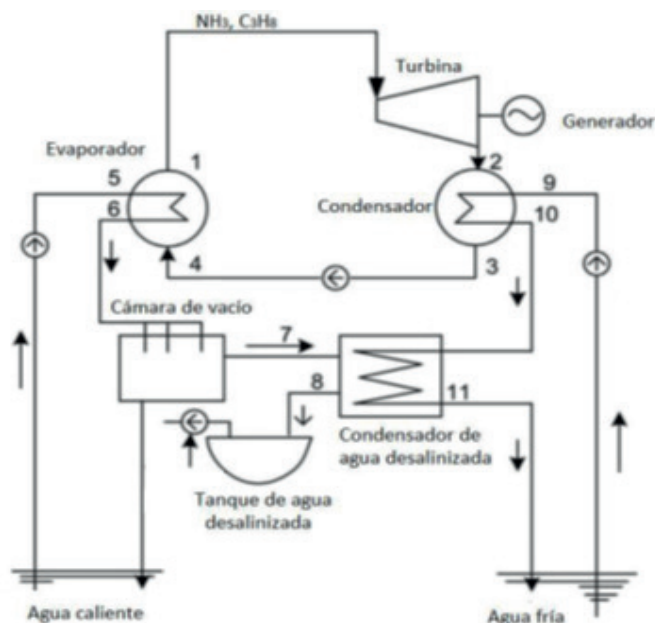 NH₃, C₃H₈
Turbina
Generador
Evaporador
1
2
5
9
6
Condensador
10
4
3
Cámara de vacío
7
8
11
Condensador de
agua desalinizada
Tanque de agua
desalinizada
Agua caliente
Agua fría